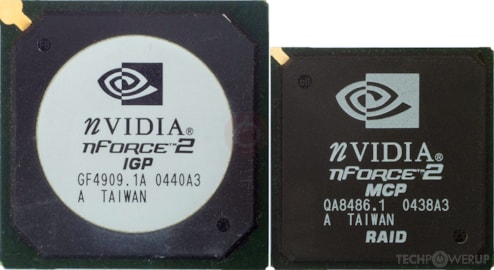 nVIDIA®
nFORCE™2
IGP
GF4909.1A 0440A3
A TAIWAN
nVIDIA®
nFORCE™2
MCP
QA8486.1 0438A3
A TAIWAN
RAID
TECHPOWERUP